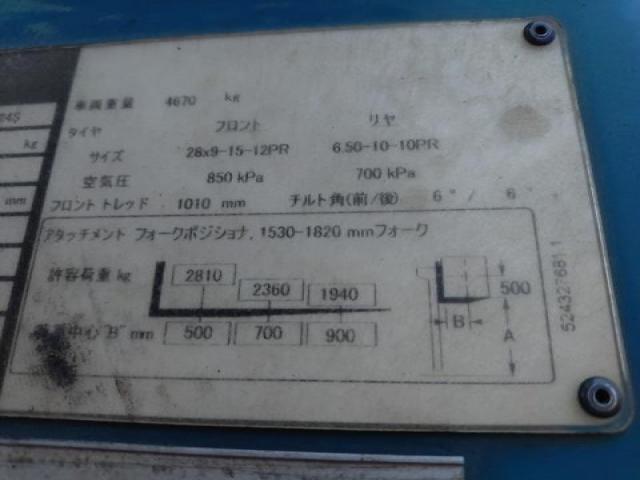 車両重量 4670 kg
タイヤ フロント リヤ
サイズ 28x9-15-12PR 6.50-10-10PR
kg
空気圧 850 kPa 700 kPa
mm フロントトレッド 1010 mm チルト角(前/後) 6° / 6°
アタッチメント フォークポジショナ, 1530-1820 mmフォーク
許容荷重 kg 2810 2360 1940 500
中心"B" mm 500 700 900 B A